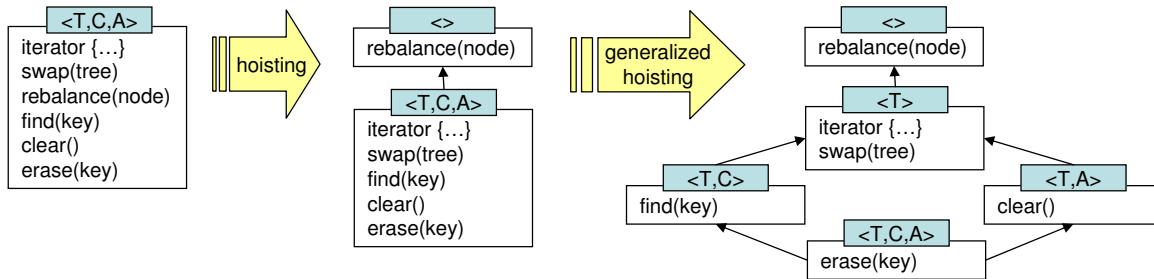 <T,C,A>
iterator {…}
swap(tree)
rebalance(node)
find(key)
clear()
erase(key)
hoisting
<>
rebalance(node)
<T,C,A>
iterator {…}
swap(tree)
find(key)
clear()
erase(key)
generalized
hoisting
<>
rebalance(node)
<T>
iterator {…}
swap(tree)
<T,C>
find(key)
<T,A>
clear()
<T,C,A>
erase(key)